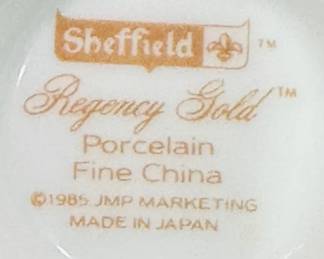 Sheffield ™
Regency Gold ™
Porcelain
Fine China
©1985 JMP MARKETING
MADE IN JAPAN